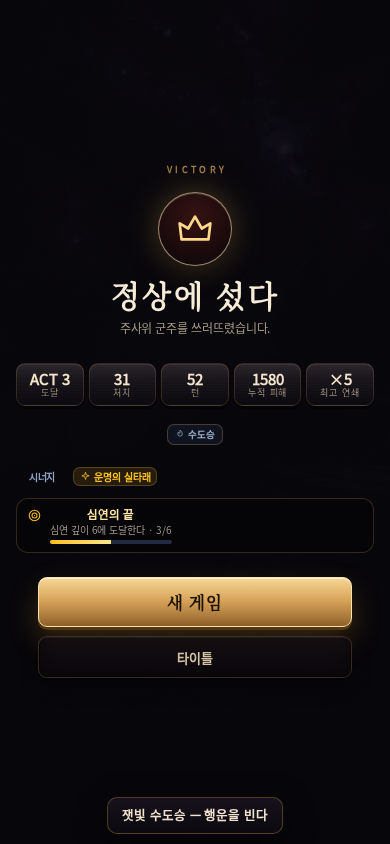 VICTORY
정상에 섰다
주사위 군주를 쓰러뜨렸습니다.
ACT 3 31 52 1580 ×5
도달 처치 턴 누적 피해 최고 연쇄
수도승
시너지 운명의 실타래
심연의 끝
심연 깊이 6에 도달한다 · 3/6
새 게임
타이틀
잿빛 수도승 — 행운을 빈다